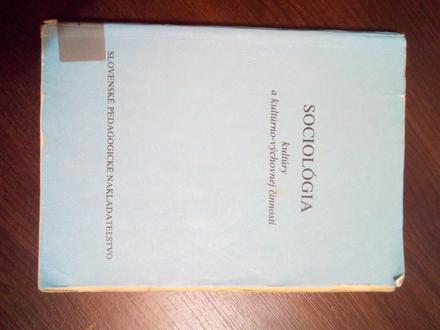 SOCIOLÓGIA
kultúry
a kultúrno-výchovnej činnosti
SLOVENSKÉ PEDAGOGICKÉ NAKLADATEĽSTVO